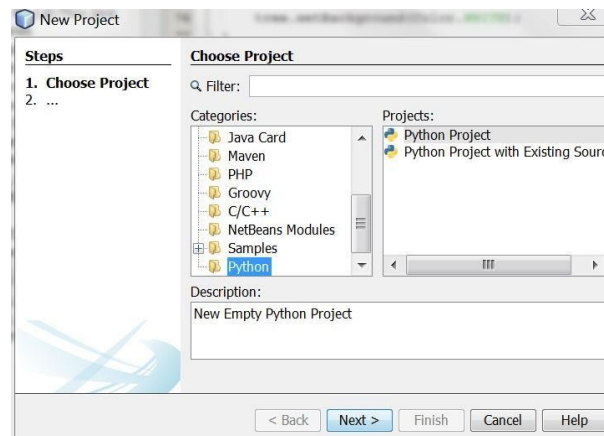 New Project
Steps
1. Choose Project
2. ...
Choose Project
Filter:
Categories:
Java Card
Maven
PHP
Groovy
C/C++
NetBeans Modules
Samples
Python
Projects:
Python Project
Python Project with Existing Sour
Description:
New Empty Python Project
< Back
Next >
Finish
Cancel
Help